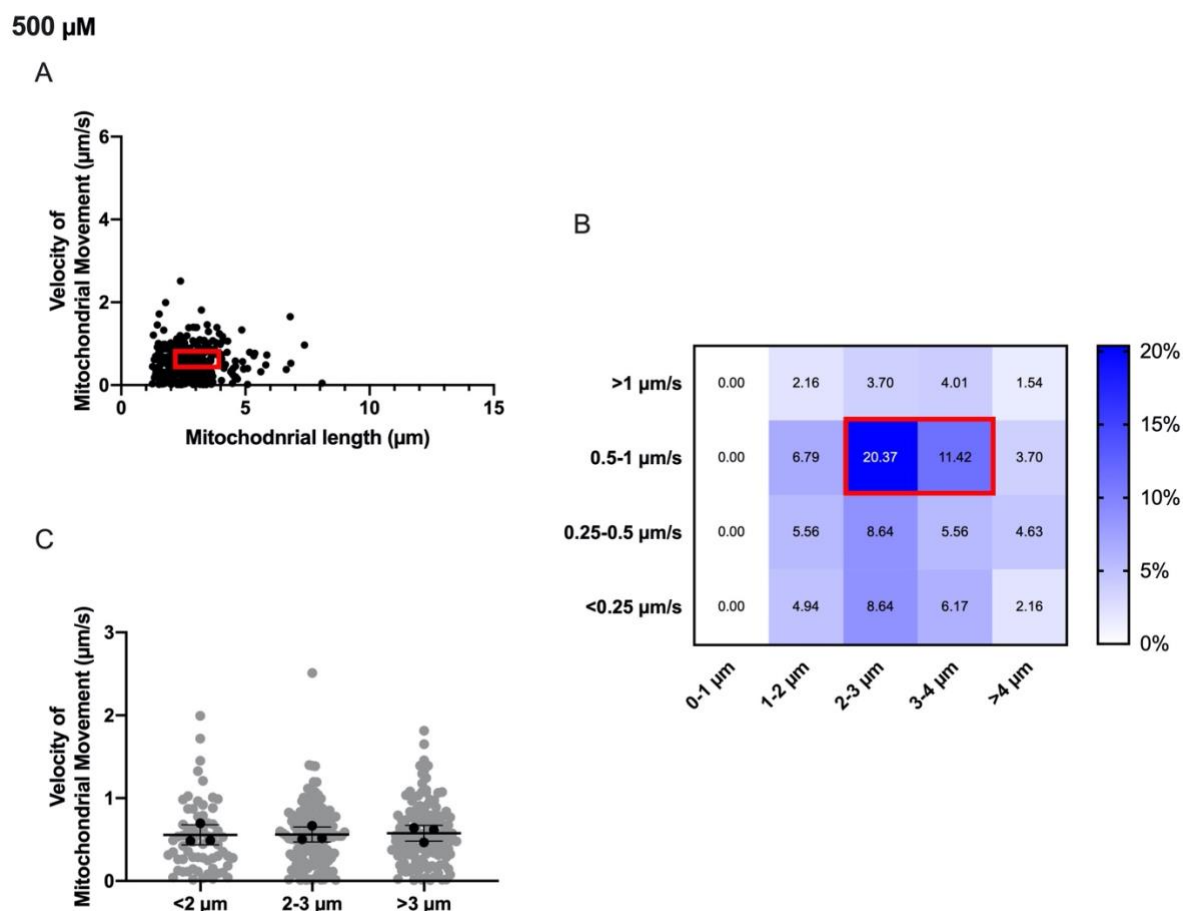 500 µM
A
6
4
2
0
0 5 10 15
Velocity of
Mitochondrial Movement (µm/s)
Mitochodnrial length (µm)
B
>1 µm/s 0.00 2.16 3.70 4.01 1.54
0.5-1 µm/s 0.00 6.79 20.37 11.42 3.70
0.25-0.5 µm/s 0.00 5.56 8.64 5.56 4.63
<0.25 µm/s 0.00 4.94 8.64 6.17 2.16
0-1 µm 1-2 µm 2-3 µm 3-4 µm >4 µm
20%
15%
10%
5%
0%
C
Velocity of
Mitochondrial Movement (µm/s)
3
2
1
0
<2 µm 2-3 µm >3 µm